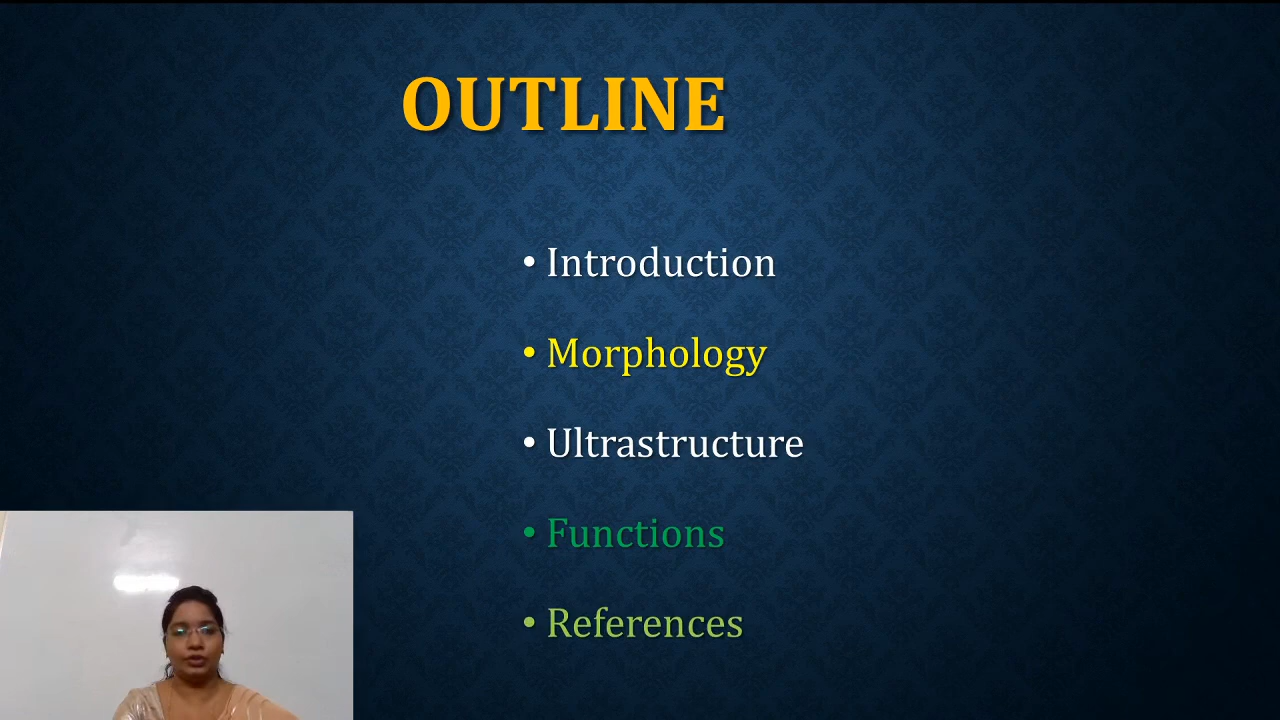 OUTLINE
• Introduction
• Morphology
• Ultrastructure
• Functions
• References